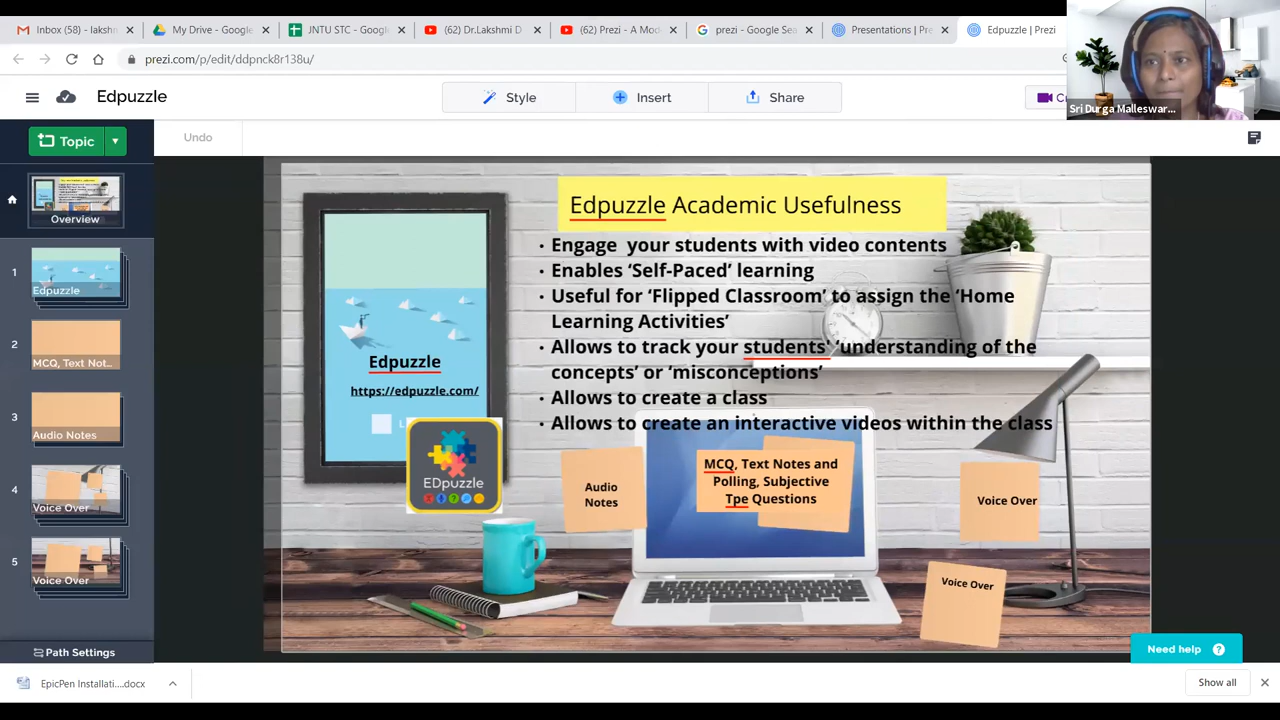 Inbox (58) - lakshn
My Drive - Google
JNTU STC - Googl
(62) Dr.Lakshmi D
(62) Prezi - A Mod
prezi - Google Sea
Presentations | Pre
Edpuzzle | Prezi
prezi.com/p/edit/ddpnck8r138u/
Sri Durga Malleswar...
Edpuzzle
Style
Insert
Share
Topic
Undo
Overview
1
Edpuzzle
2
MCQ, Text Not...
3
Audio Notes
4
Voice Over
5
Voice Over
Path Settings
Edpuzzle Academic Usefulness
• Engage your students with video contents
• Enables ‘Self-Paced’ learning
• Useful for ‘Flipped Classroom’ to assign the ‘Home
Learning Activities’
• Allows to track your students’ ‘understanding of the
concepts’ or ‘misconceptions’
• Allows to create a class
• Allows to create an interactive videos within the class
Edpuzzle
https://edpuzzle.com/
EDpuzzle
Audio
Notes
MCQ, Text Notes and
Polling, Subjective
Tpe Questions
Voice Over
Voice Over
Need help ?
EpicPen Installati....docx
Show all